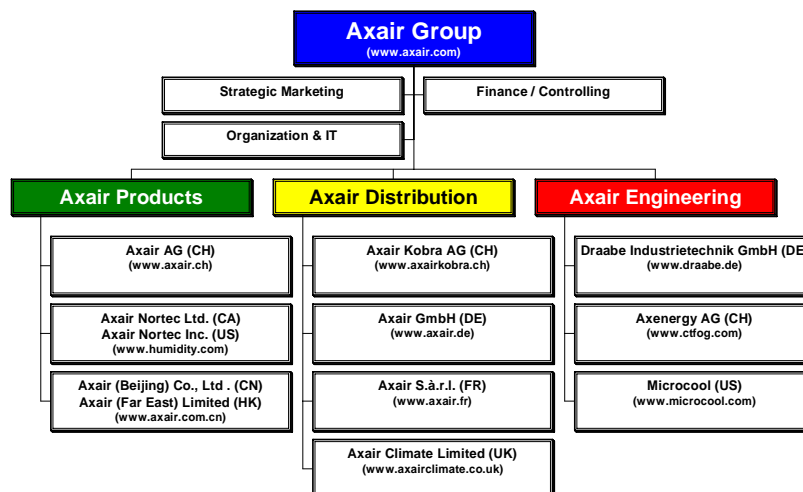 Axair Group
(www.axair.com)
Strategic Marketing
Finance / Controlling
Organization & IT
Axair Products
Axair Distribution
Axair Engineering
Axair AG (CH)
(www.axair.ch)
Axair Kobra AG (CH)
(www.axairkobra.ch)
Draabe Industrietechnik GmbH (DE
(www.draabe.de)
Axair Nortec Ltd. (CA)
Axair Nortec Inc. (US)
(www.humidity.com)
Axair GmbH (DE)
(www.axair.de)
Axenergy AG (CH)
(www.ctfog.com)
Axair (Beijing) Co., Ltd . (CN)
Axair (Far East) Limited (HK)
(www.axair.com.cn)
Axair S.à.r.l. (FR)
(www.axair.fr)
Microcool (US)
(www.microcool.com)
Axair Climate Limited (UK)
(www.axairclimate.co.uk)